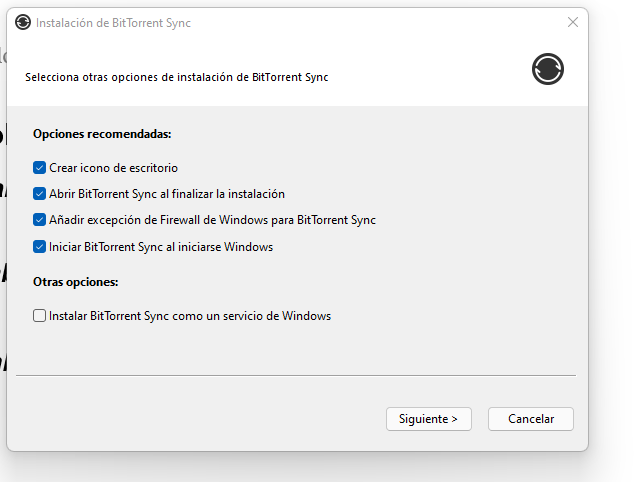 Instalación de BitTorrent Sync
Selecciona otras opciones de instalación de BitTorrent Sync
Opciones recomendadas:
Crear icono de escritorio
Abrir BitTorrent Sync al finalizar la instalación
Añadir excepción de Firewall de Windows para BitTorrent Sync
Iniciar BitTorrent Sync al iniciarse Windows
Otras opciones:
Instalar BitTorrent Sync como un servicio de Windows
Siguiente > Cancelar